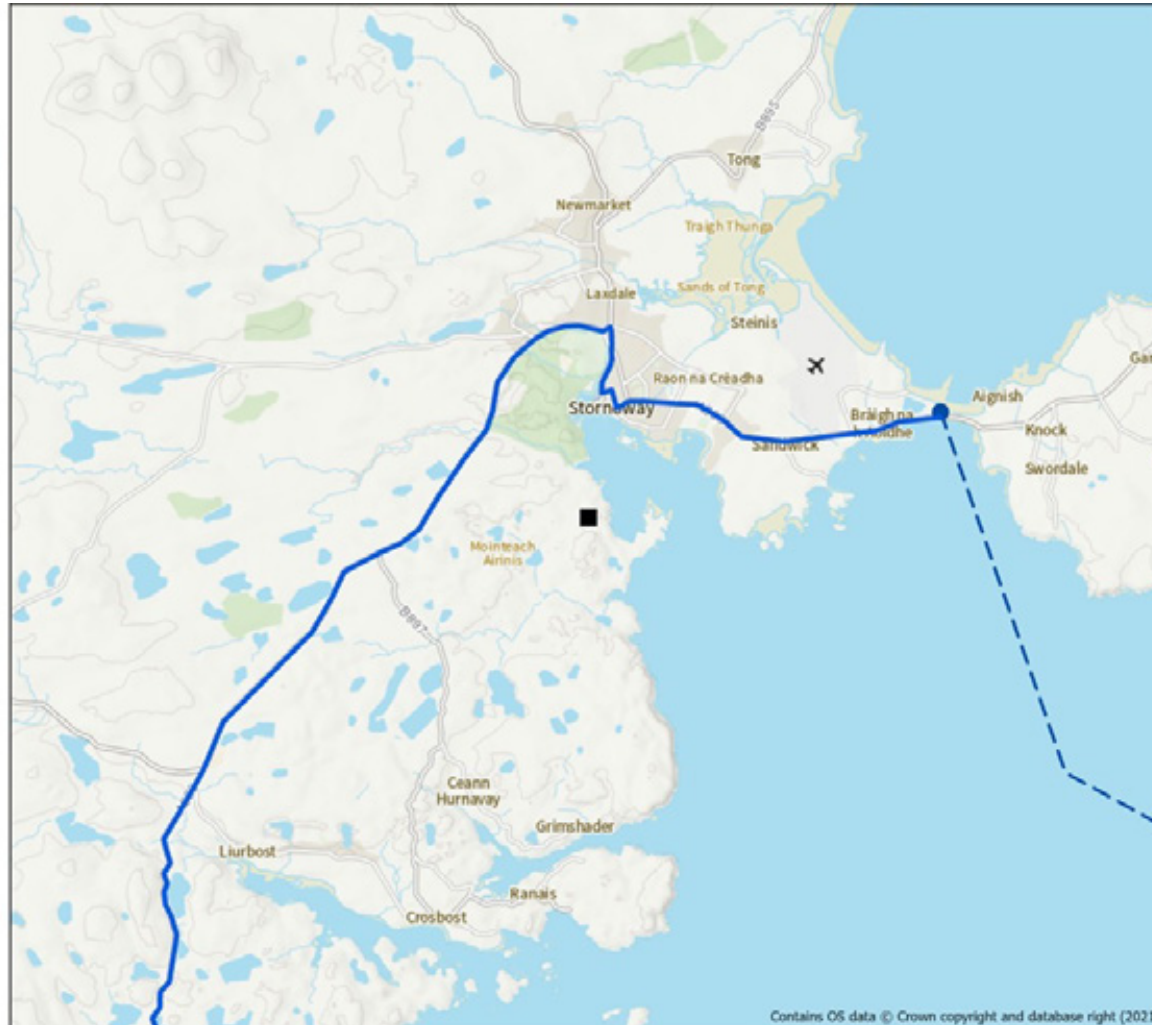 B895
Tong
Newmarket
Traigh Thunga
Sands of Tong
Laxdale
Steinis
Raon na Crèadha
Stornoway
Aignish
Bràigh na
h-Aoidhe
Knock
Sandwick
Swordale
Mointeach
Airinis
B897
Ceann
Hurnavay
Grimshader
Liurbost
Ranais
Crosbost
Contains OS data © Crown copyright and database right (2021